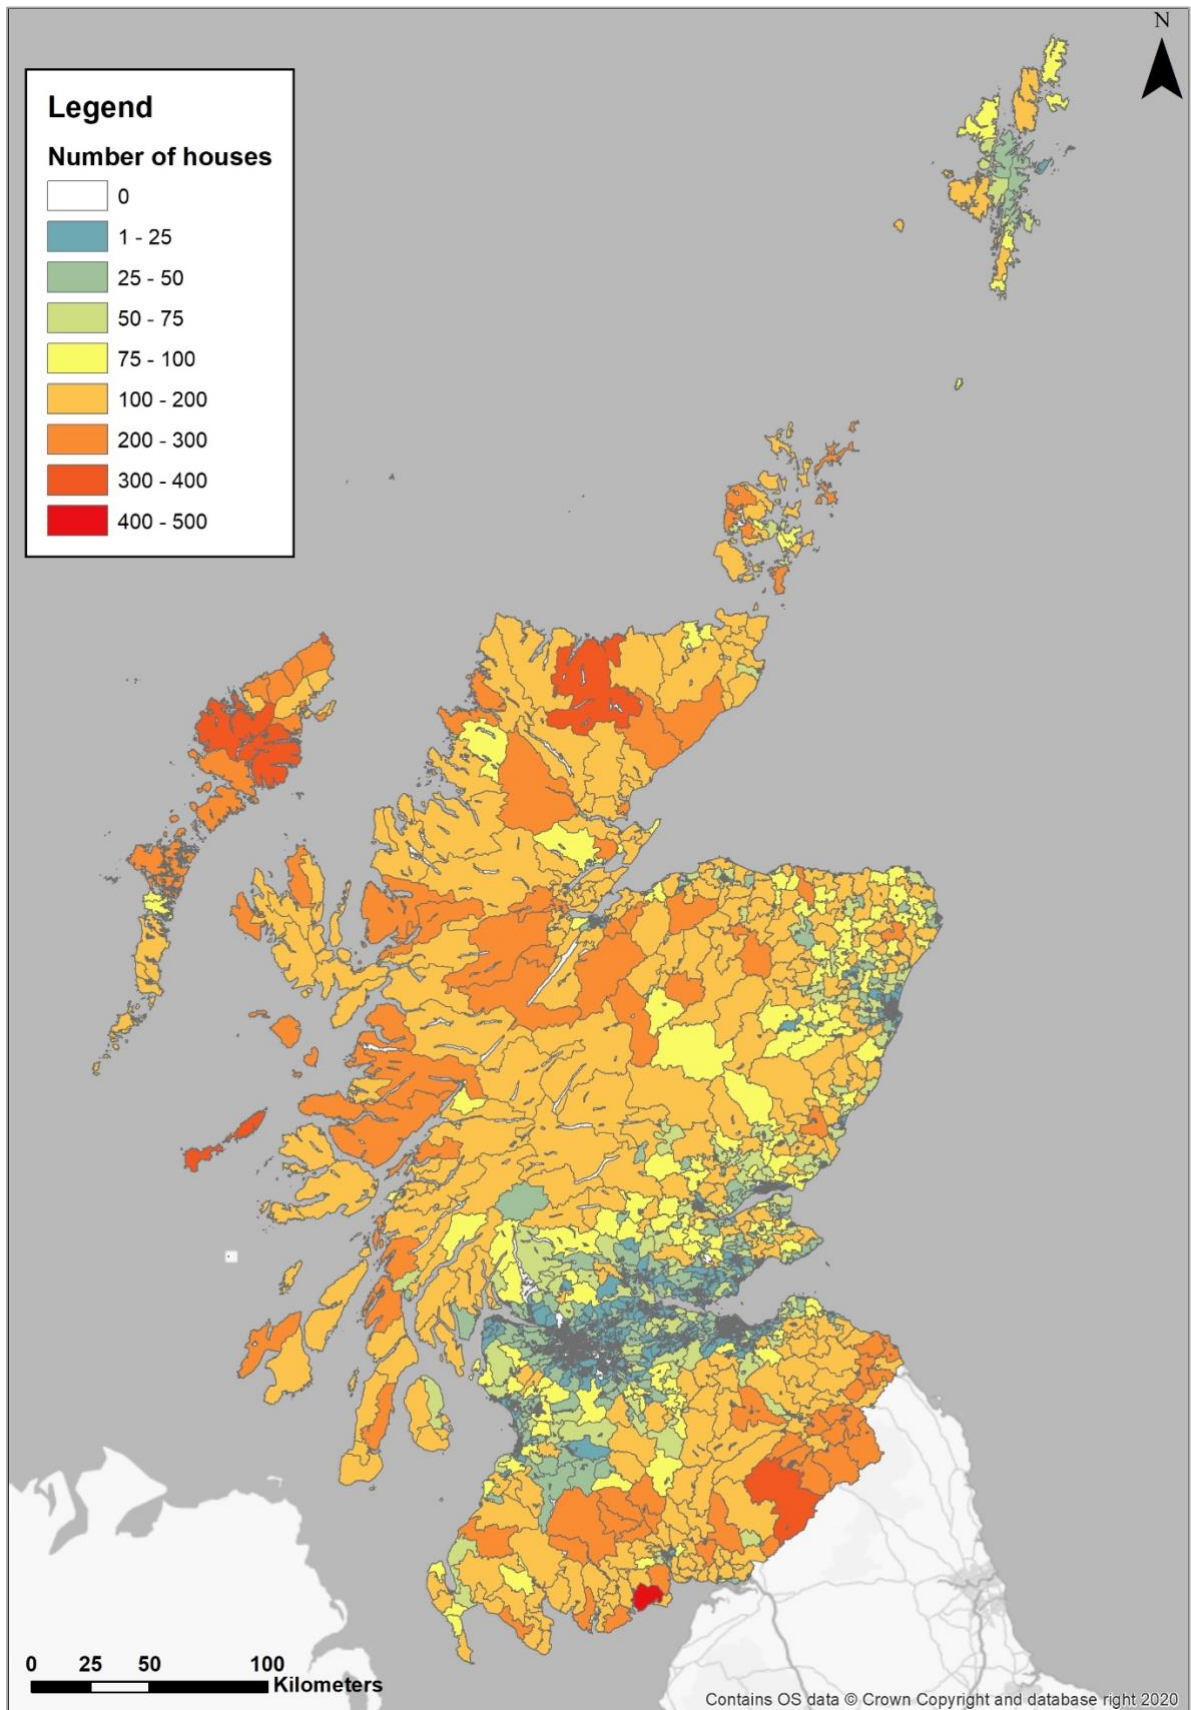 N
Legend
Number of houses
0
1 - 25
25 - 50
50 - 75
75 - 100
100 - 200
200 - 300
300 - 400
400 - 500
0 25 50 100
Kilometers
Contains OS data © Crown Copyright and database right 2020